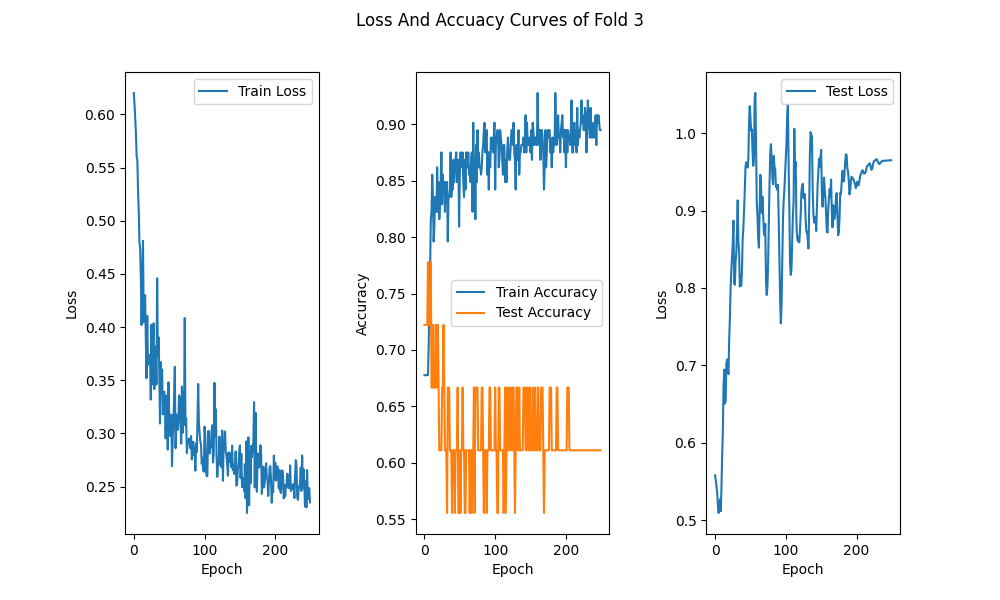 Loss And Accuacy Curves of Fold 3
Train Loss
0.60
0.55
0.50
0.45
0.40
0.35
0.30
0.25
Loss
0
100
200
Epoch
0.90
0.85
0.80
0.75
0.70
0.65
0.60
0.55
Accuracy
Train Accuracy
Test Accuracy
0
100
200
Epoch
Test Loss
1.0
0.9
0.8
0.7
0.6
0.5
Loss
0
100
200
Epoch